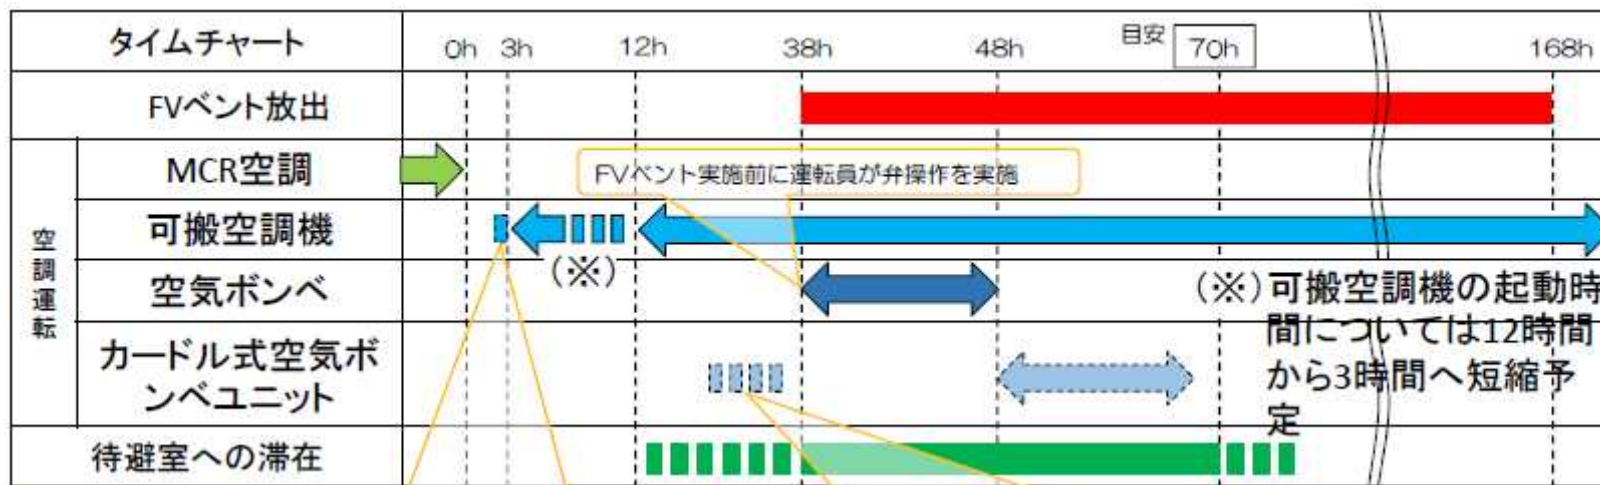 タイムチャート
0h 3h 12h 38h 48h 目安 70h 168h
FVベント放出
空調運転
MCR空調
FVベント実施前に運転員が弁操作を実施
可搬空調機
(※)
空気ボンベ
カードル式空気ボ
ンベユニット
(※)可搬空調機の起動時
間については12時間
から3時間へ短縮予
定
待避室への滞在